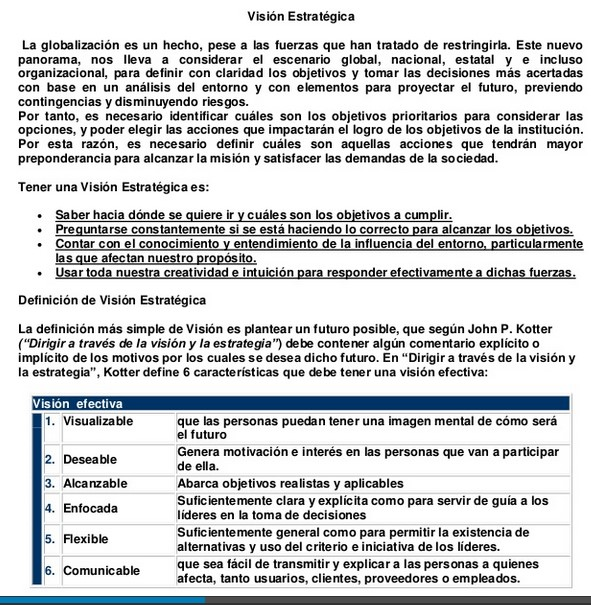 Visión Estratégica
La globalización es un hecho, pese a las fuerzas que han tratado de restringirla. Este nuevo
panorama, nos lleva a considerar el escenario global, nacional, estatal y e incluso
organizacional, para definir con claridad los objetivos y tomar las decisiones más acertadas
con base en un análisis del entorno y con elementos para proyectar el futuro, previendo
contingencias y disminuyendo riesgos.
Por tanto, es necesario identificar cuáles son los objetivos prioritarios para considerar las
opciones, y poder elegir las acciones que impactarán el logro de los objetivos de la institución.
Por esta razón, es necesario definir cuáles son aquellas acciones que tendrán mayor
preponderancia para alcanzar la misión y satisfacer las demandas de la sociedad.
Tener una Visión Estratégica es:
• Saber hacia dónde se quiere ir y cuáles son los objetivos a cumplir.
• Preguntarse constantemente si se está haciendo lo correcto para alcanzar los objetivos.
• Contar con el conocimiento y entendimiento de la influencia del entorno, particularmente
las que afectan nuestro propósito.
• Usar toda nuestra creatividad e intuición para responder efectivamente a dichas fuerzas.
Definición de Visión Estratégica
La definición más simple de Visión es plantear un futuro posible, que según John P. Kotter
("Dirigir a través de la visión y la estrategia") debe contener algún comentario explícito o
implícito de los motivos por los cuales se desea dicho futuro. En "Dirigir a través de la visión y
la estrategia", Kotter define 6 características que debe tener una visión efectiva:
Visión efectiva
1. Visualizable que las personas puedan tener una imagen mental de cómo será
el futuro
2. Deseable Genera motivación e interés en las personas que van a participar
de ella.
3. Alcanzable Abarca objetivos realistas y aplicables
4. Enfocada Suficientemente clara y explícita como para servir de guía a los
líderes en la toma de decisiones
5. Flexible Suficientemente general como para permitir la existencia de
alternativas y uso del criterio e iniciativa de los líderes.
6. Comunicable que sea fácil de transmitir y explicar a las personas a quienes
afecta, tanto usuarios, clientes, proveedores o empleados.